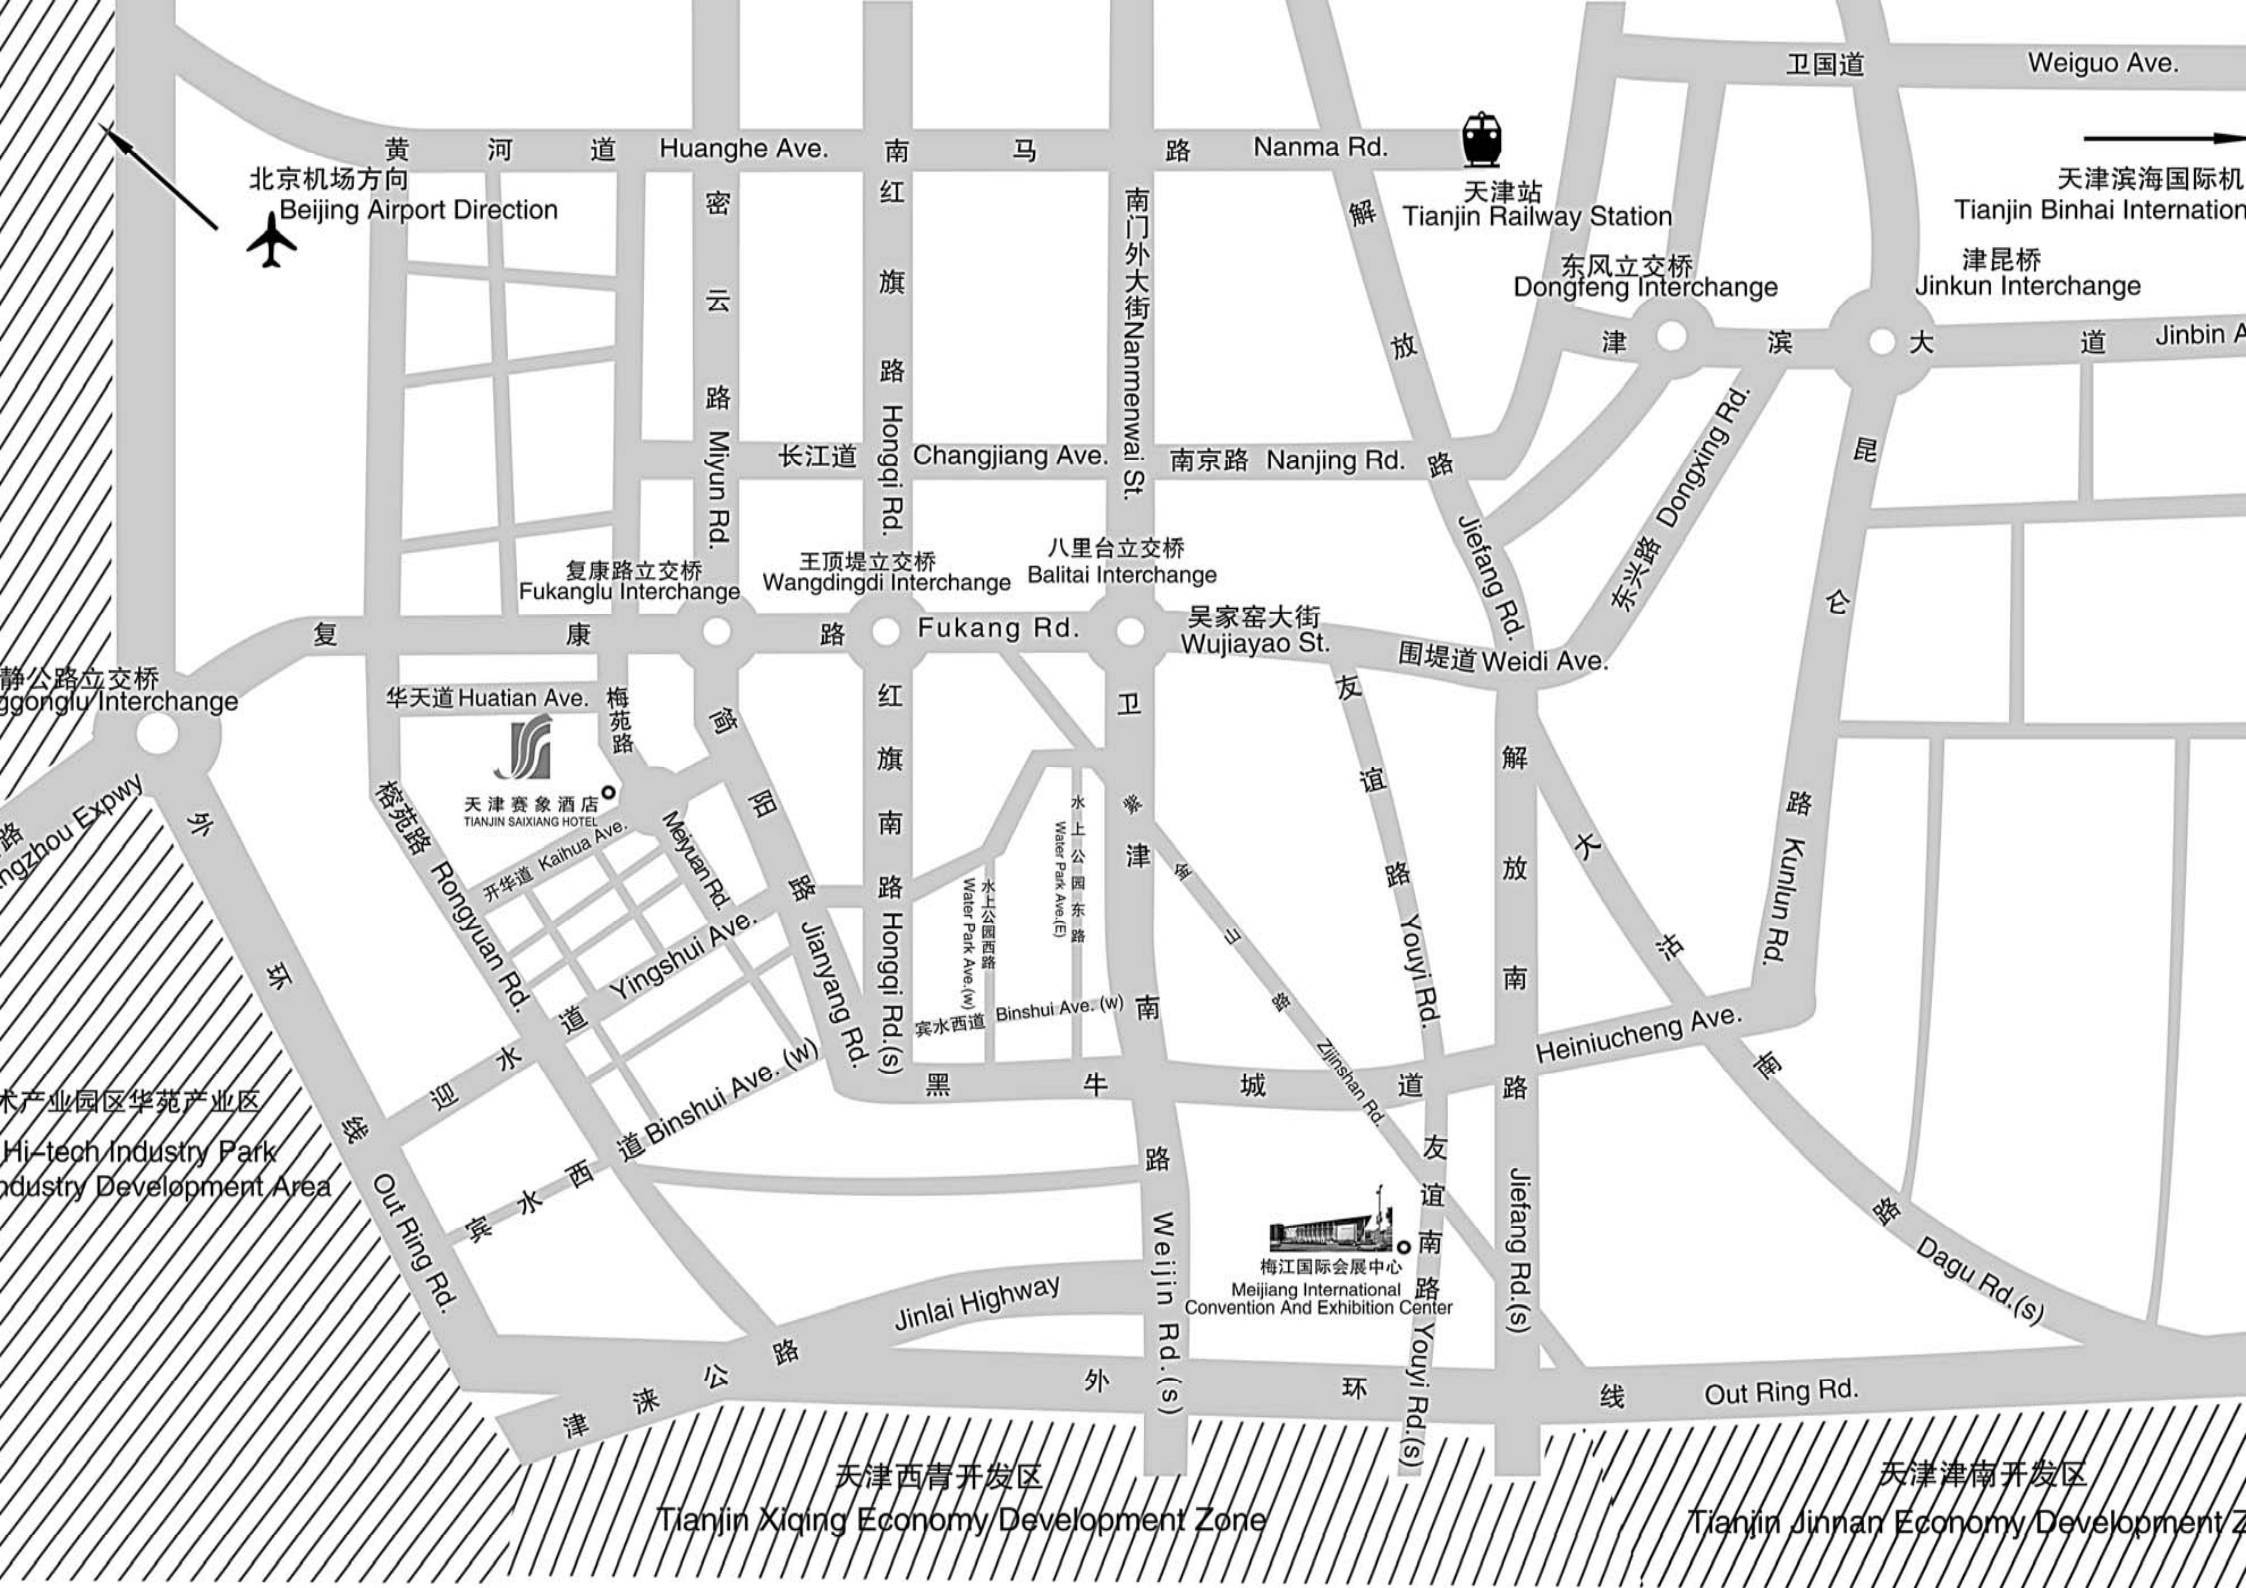 卫国道 Weiguo Ave.
黄河道 Huanghe Ave.
南马路 Nanma Rd.
北京机场方向
Beijing Airport Direction
天津站
Tianjin Railway Station
天津滨海国际机
Tianjin Binhai Internation
东风立交桥
Dongfeng Interchange
津昆桥
Jinkun Interchange
津滨大道 Jinbin A
密云路 Miyun Rd.
红旗路 Hongqi Rd.
南门外大街 Nanmenwai St.
解放路 Jiefang Rd.
长江道 Changjiang Ave.
南京路 Nanjing Rd.
东兴路 Dongxing Rd.
昆仑路 Kunlun Rd.
复康路立交桥
Fukanglu Interchange
王顶堤立交桥
Wangdingdi Interchange
八里台立交桥
Balitai Interchange
复康路 Fukang Rd.
吴家窑大街
Wujiayao St.
围堤道 Weidi Ave.
静公路立交桥
ggonglu Interchange
华天道 Huatian Ave.
梅苑路 Meiyuan Rd.
天津赛象酒店
TIANJIN SAIXIANG HOTEL
开华道 Kaihua Ave.
榕苑路 Rongyuan Rd.
简阳路 Jianyang Rd.
红旗南路 Hongqi Rd.(s)
水上公园西路
Water Park Ave.(w)
水上公园东路
Water Park Ave.(E)
卫津南路 Weijin Rd.(s)
紫金山路 Zijinshan Rd.
友谊路 Youyi Rd.
解放南路 Jiefang Rd.(s)
大沽南路 Dagu Rd.(s)
路
ngzhou Expwy
外环线 Out Ring Rd.
迎水道 Yingshui Ave.
宾水西道 Binshui Ave. (w)
宾水西道 Binshui Ave. (w)
黑牛城道 Heiniucheng Ave.
术产业园区华苑产业区
Hi-tech Industry Park
ndustry Development Area
友谊南路 Youyi Rd.(s)
梅江国际会展中心
Meijiang International
Convention And Exhibition Center
津涞公路 Jinlai Highway
外环线 Out Ring Rd.
天津西青开发区
Tianjin Xiqing Economy Development Zone
天津津南开发区
Tianjin Jinnan Economy Development Z